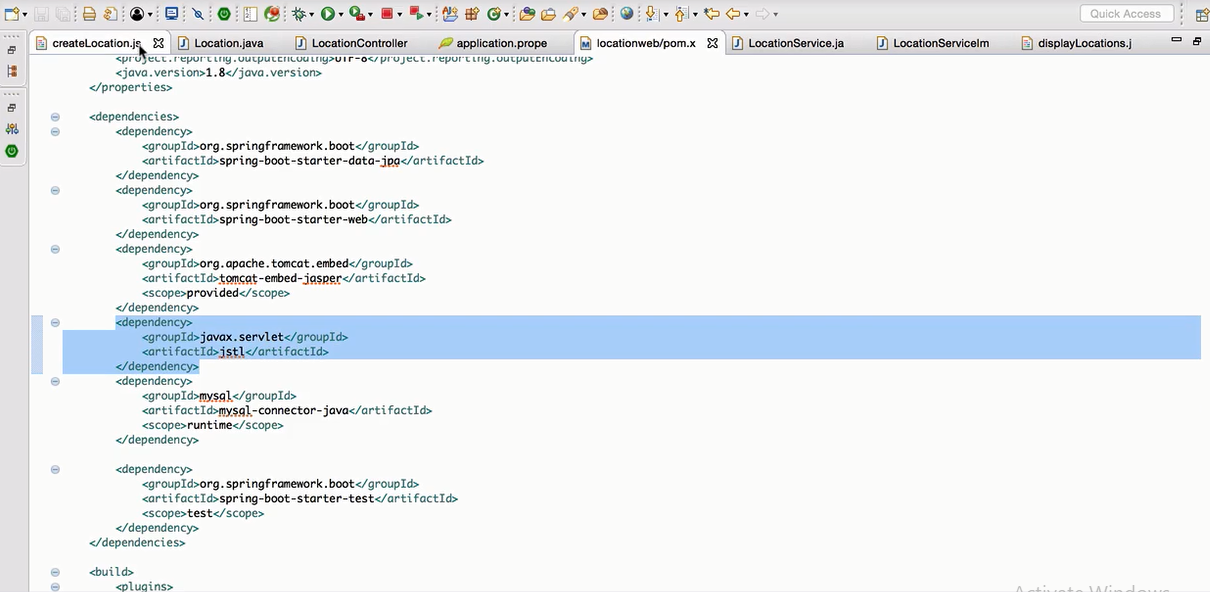 Quick Access
createLocation.js
Location.java
LocationController
application.prope
locationweb/pom.x
LocationService.ja
LocationServiceIm
displayLocations.j
<project.reporting.outputEncoding>UTF-8</project.reporting.outputEncoding>
<java.version>1.8</java.version>
</properties>
<dependencies>
<dependency>
<groupId>org.springframework.boot</groupId>
<artifactId>spring-boot-starter-data-jpa</artifactId>
</dependency>
<dependency>
<groupId>org.springframework.boot</groupId>
<artifactId>spring-boot-starter-web</artifactId>
</dependency>
<dependency>
<groupId>org.apache.tomcat.embed</groupId>
<artifactId>tomcat-embed-jasper</artifactId>
<scope>provided</scope>
</dependency>
<dependency>
<groupId>javax.servlet</groupId>
<artifactId>jstl</artifactId>
</dependency>
<dependency>
<groupId>mysql</groupId>
<artifactId>mysql-connector-java</artifactId>
<scope>runtime</scope>
</dependency>
<dependency>
<groupId>org.springframework.boot</groupId>
<artifactId>spring-boot-starter-test</artifactId>
<scope>test</scope>
</dependency>
</dependencies>
<build>
<plugins>
Activate Windows